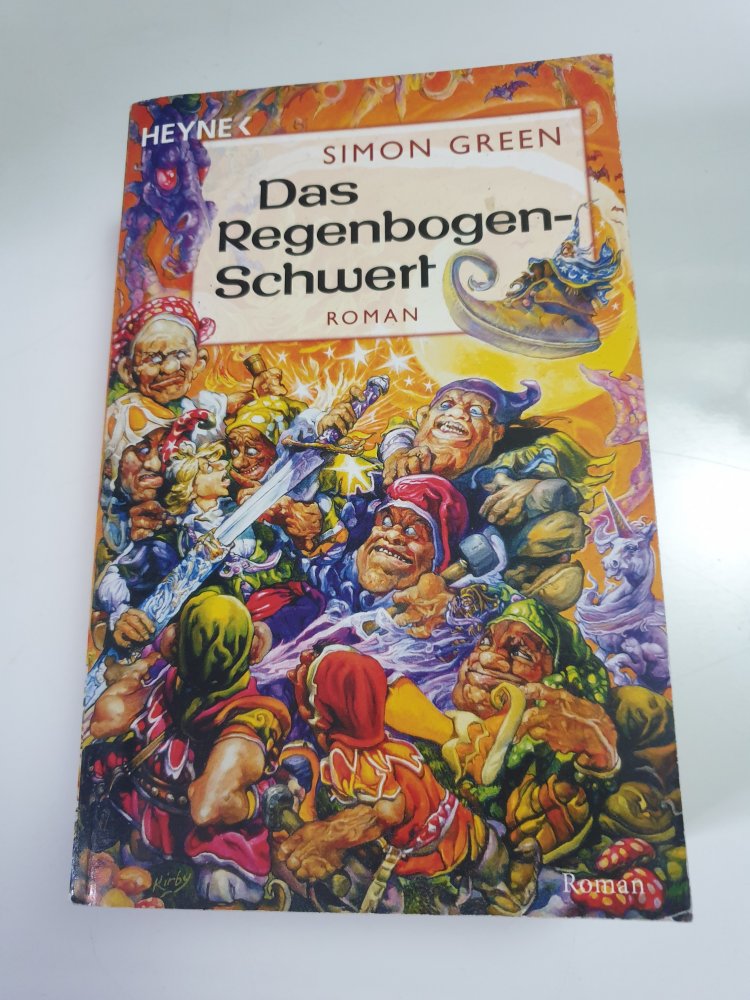 HEYNE
SIMON GREEN
Das
Regenbogen-
Schwert
ROMAN
Kirby
Roman